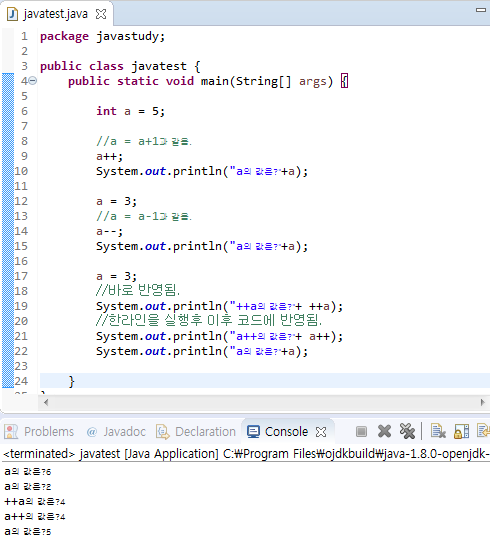 javatest.java
1 package javastudy;
2
3 public class javatest {
4 public static void main(String[] args) {
5
6 int a = 5;
7
8 //a = a+1과 같음.
9 a++;
10 System.out.println("a의 값은?"+a);
11
12 a = 3;
13 //a = a-1과 같음.
14 a--;
15 System.out.println("a의 값은?"+a);
16
17 a = 3;
18 //바로 반영됨.
19 System.out.println("++a의 값은?"+ ++a);
20 //한라인을 실행후 이후 코드에 반영됨.
21 System.out.println("a++의 값은?"+ a++);
22 System.out.println("a의 값은?"+a);
23
24 }
Problems @ Javadoc Declaration Console
<terminated> javatest [Java Application] C:₩Program Files₩ojdkbuild₩java-1.8.0-openjdk-
a의 값은?6
a의 값은?2
++a의 값은?4
a++의 값은?4
a의 값은?5